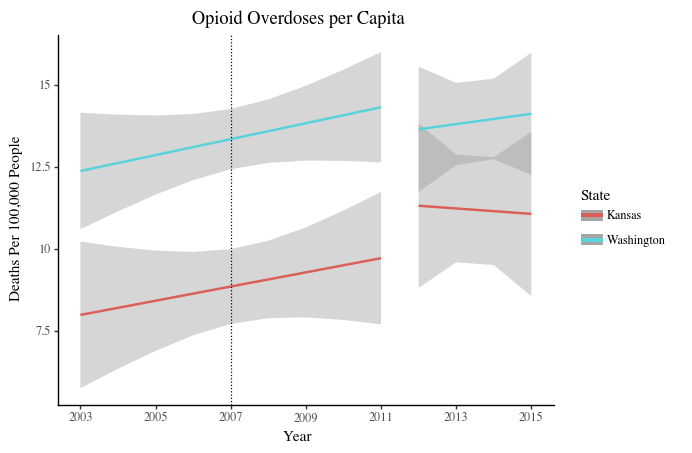 Opioid Overdoses per Capita
Deaths Per 100,000 People
15
12.5
10
7.5
2003 2005 2007 2009 2011 2013 2015
Year
State
Kansas
Washington